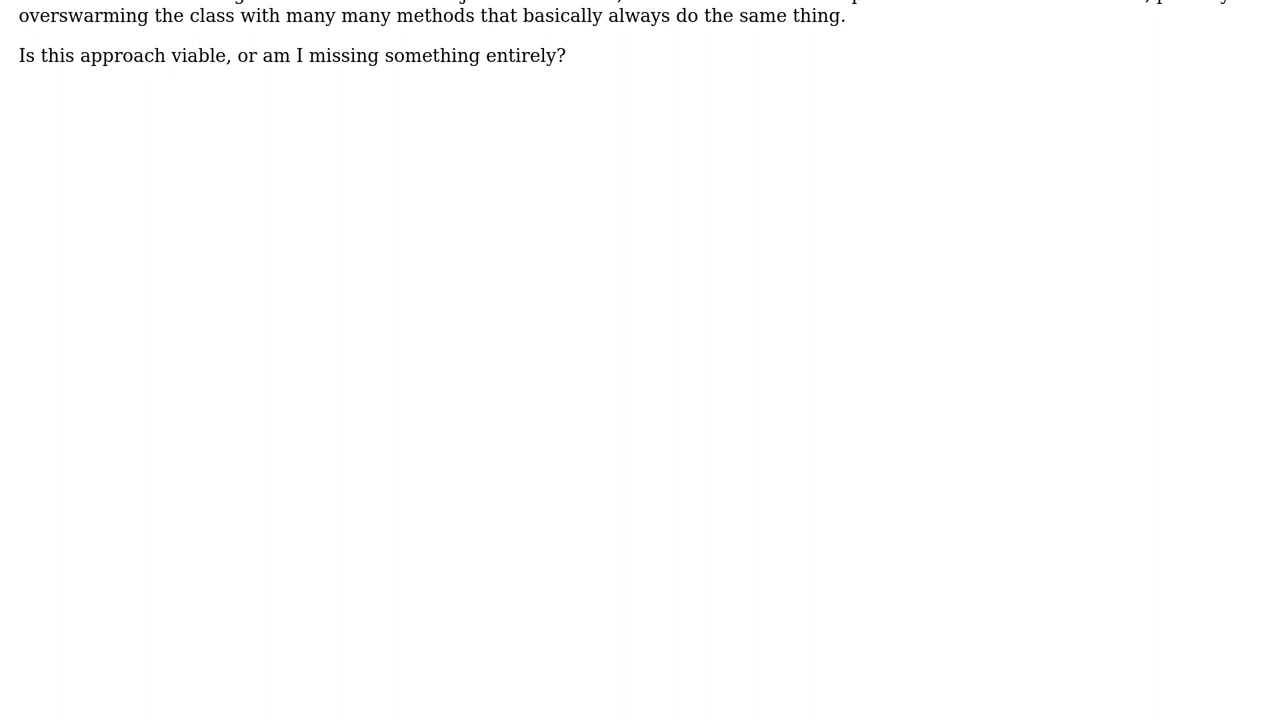 overswarming the class with many many methods that basically always do the same thing.
Is this approach viable, or am I missing something entirely?